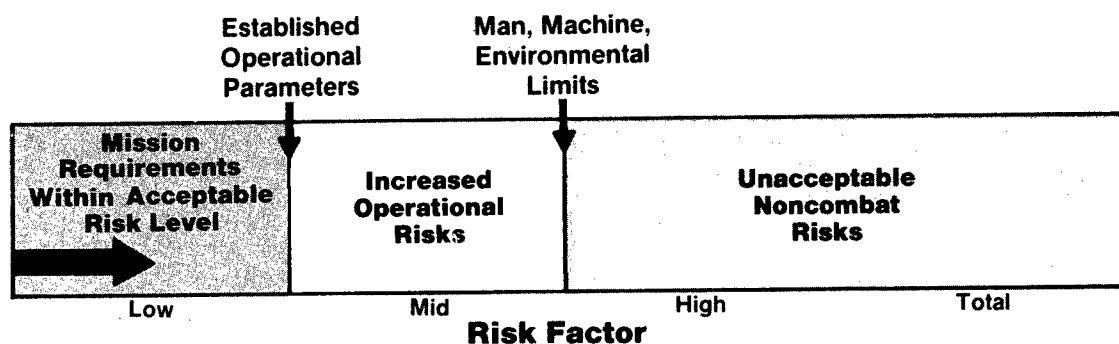 Established
Operational
Parameters
Man, Machine,
Environmental
Limits
Mission
Requirements
Within Acceptable
Risk Level
Increased
Operational
Risks
Unacceptable
Noncombat
Risks
Low
Mid
High
Total
Risk Factor